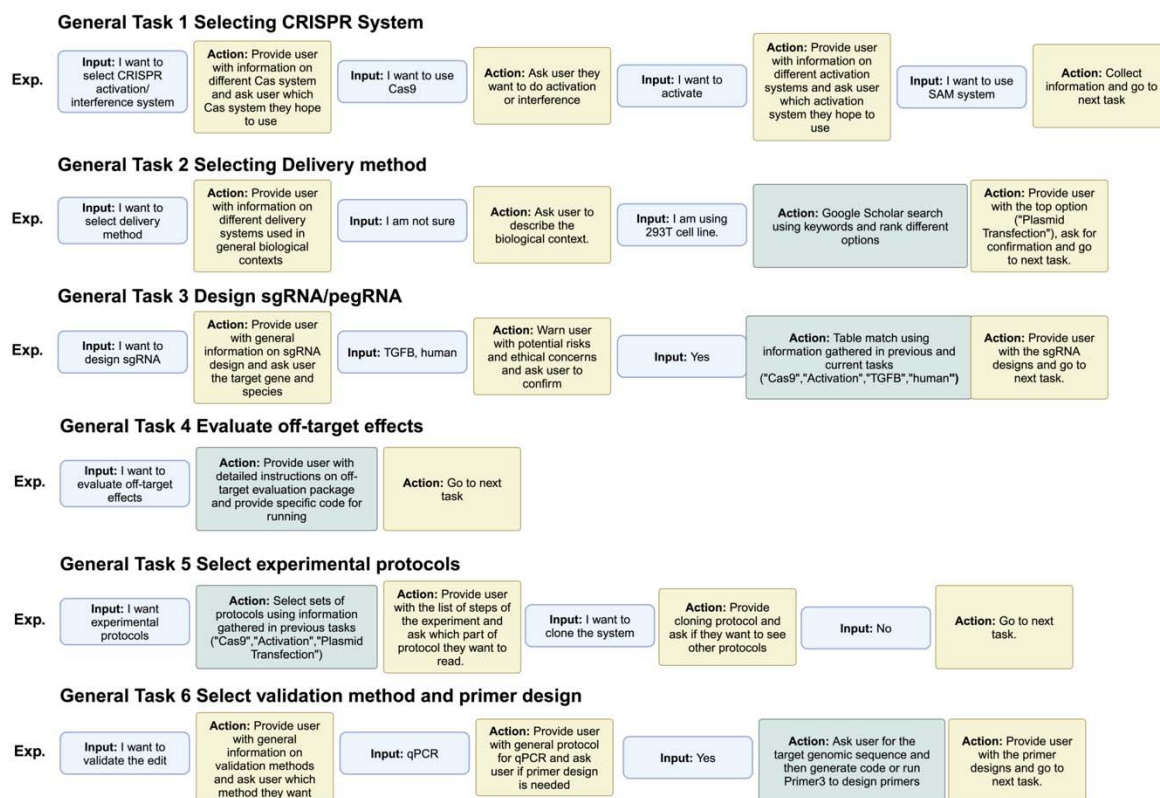 General Task 1 Selecting CRISPR System
Exp.
Input: I want to
select CRISPR
activation/
interference system
Action: Provide user
with information on
different Cas system
and ask user which
Cas system they hope
to use
Input: I want to use
Cas9
Action: Ask user they
want to do activation
or interference
Input: I want to
activate
Action: Provide user
with information on
different activation
systems and ask user
which activation
system they hope to
use
Input: I want to use
SAM system
Action: Collect
information and go to
next task
General Task 2 Selecting Delivery method
Exp.
Input: I want to
select delivery
method
Action: Provide user
with information on
different delivery
systems used in
general biological
contexts
Input: I am not sure
Action: Ask user to
describe the
biological context.
Input: I am using
293T cell line.
Action: Google Scholar search
using keywords and rank different
options
Action: Provide user
with the top option
("Plasmid
Transfection"), ask for
confirmation and go
to next task.
General Task 3 Design sgRNA/pegRNA
Exp.
Input: I want to
design sgRNA
Action: Provide user
with general
information on sgRNA
design and ask user
the target gene and
species
Input: TGFB, human
Action: Warn user
with potential risks
and ethical concerns
and ask user to
confirm
Input: Yes
Action: Table match using
information gathered in previous and
current tasks
("Cas9","Activation","TGFB","human")
Action: Provide user
with the sgRNA
designs and go to
next task.
General Task 4 Evaluate off-target effects
Exp.
Input: I want to
evaluate off-target
effects
Action: Provide user with
detailed instructions on off-
target evaluation package
and provide specific code for
running
Action: Go to next
task
General Task 5 Select experimental protocols
Exp.
Input: I want
experimental
protocols
Action: Select sets of
protocols using information
gathered in previous tasks
("Cas9","Activation","Plasmid
Transfection")
Action: Provide user
with the list of steps of
the experiment and
ask which part of
protocol they want to
read.
Input: I want to
clone the system
Action: Provide
cloning protocol and
ask if they want to see
other protocols
Input: No
Action: Go to next
task.
General Task 6 Select validation method and primer design
Exp.
Input: I want to
validate the edit
Action: Provide user
with general
information on
validation methods
and ask user which
method they want
Input: qPCR
Action: Provide user
with general protocol
for qPCR and ask
user if primer design
is needed
Input: Yes
Action: Ask user for the
target genomic sequence and
then generate code or run
Primer3 to design primers
Action: Provide user
with the primer
designs and go to
next task.